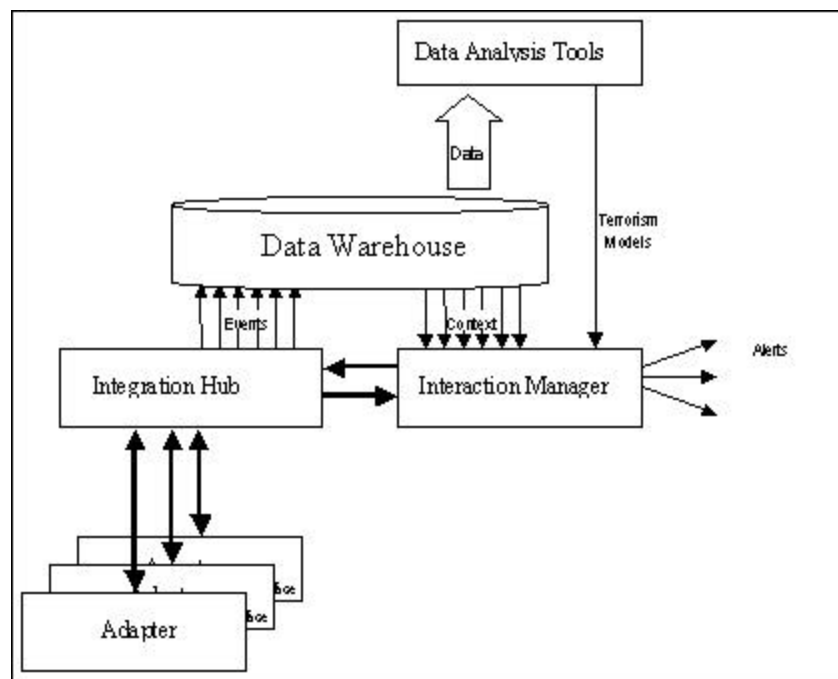 Data Analysis Tools
Data
Terrorism
Models
Data Warehouse
Events
Context
Integration Hub
Interaction Manager
Alerts
Adapter